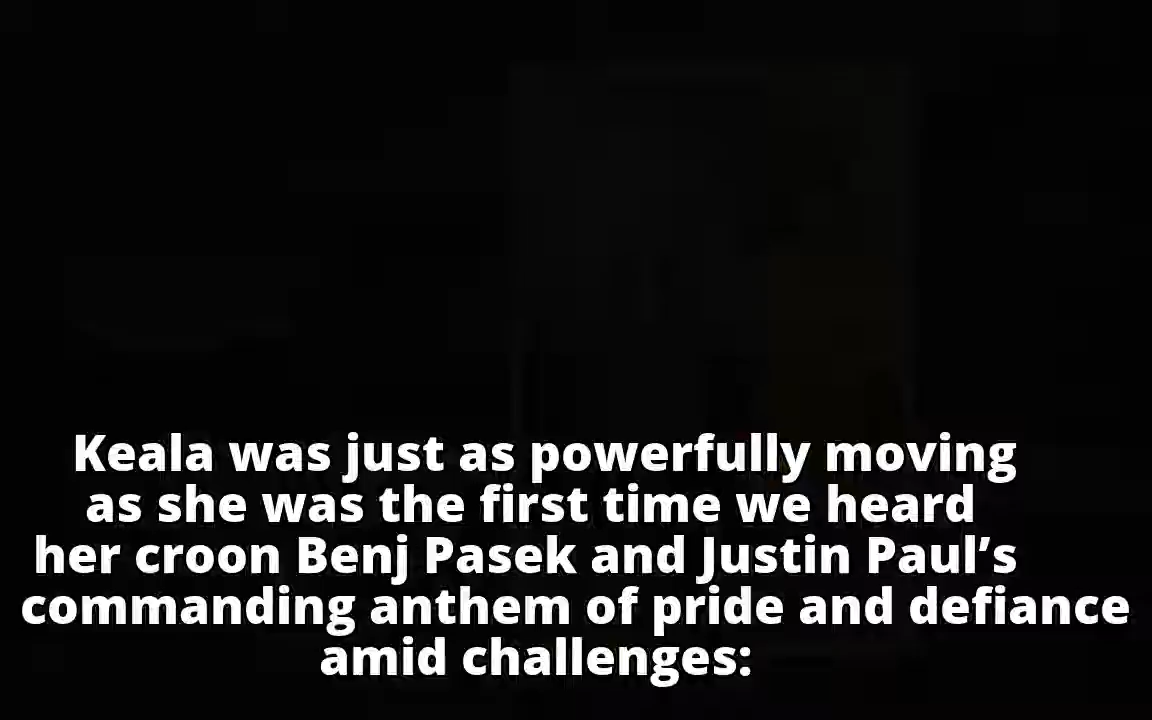 Keala was just as powerfully moving
as she was the first time we heard
her croon Benj Pasek and Justin Paul’s
commanding anthem of pride and defiance
amid challenges: